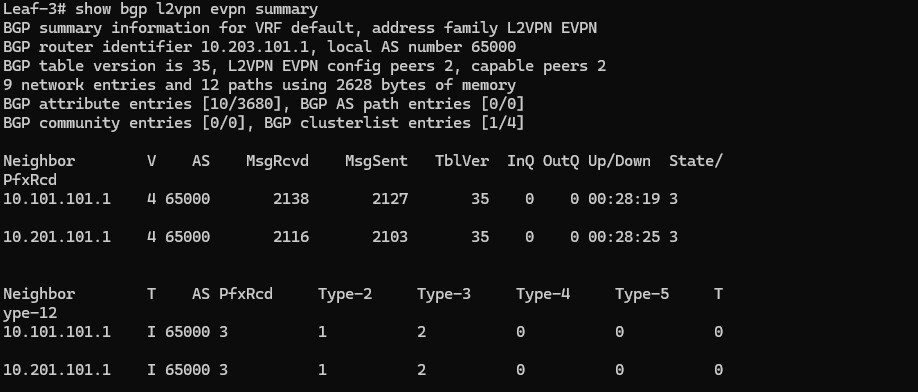 Leaf-3# show bgp l2vpn evpn summary
BGP summary information for VRF default, address family L2VPN EVPN
BGP router identifier 10.203.101.1, local AS number 65000
BGP table version is 35, L2VPN EVPN config peers 2, capable peers 2
9 network entries and 12 paths using 2628 bytes of memory
BGP attribute entries [10/3680], BGP AS path entries [0/0]
BGP community entries [0/0], BGP clusterlist entries [1/4]

Neighbor        V    AS    MsgRcvd    MsgSent   TblVer  InQ OutQ Up/Down  State/
PfxRcd
10.101.101.1    4 65000       2138       2127       35    0    0 00:28:19 3

10.201.101.1    4 65000       2116       2103       35    0    0 00:28:25 3


Neighbor        T    AS PfxRcd     Type-2     Type-3     Type-4     Type-5     T
ype-12
10.101.101.1    I 65000 3          1          2          0          0          0

10.201.101.1    I 65000 3          1          2          0          0          0